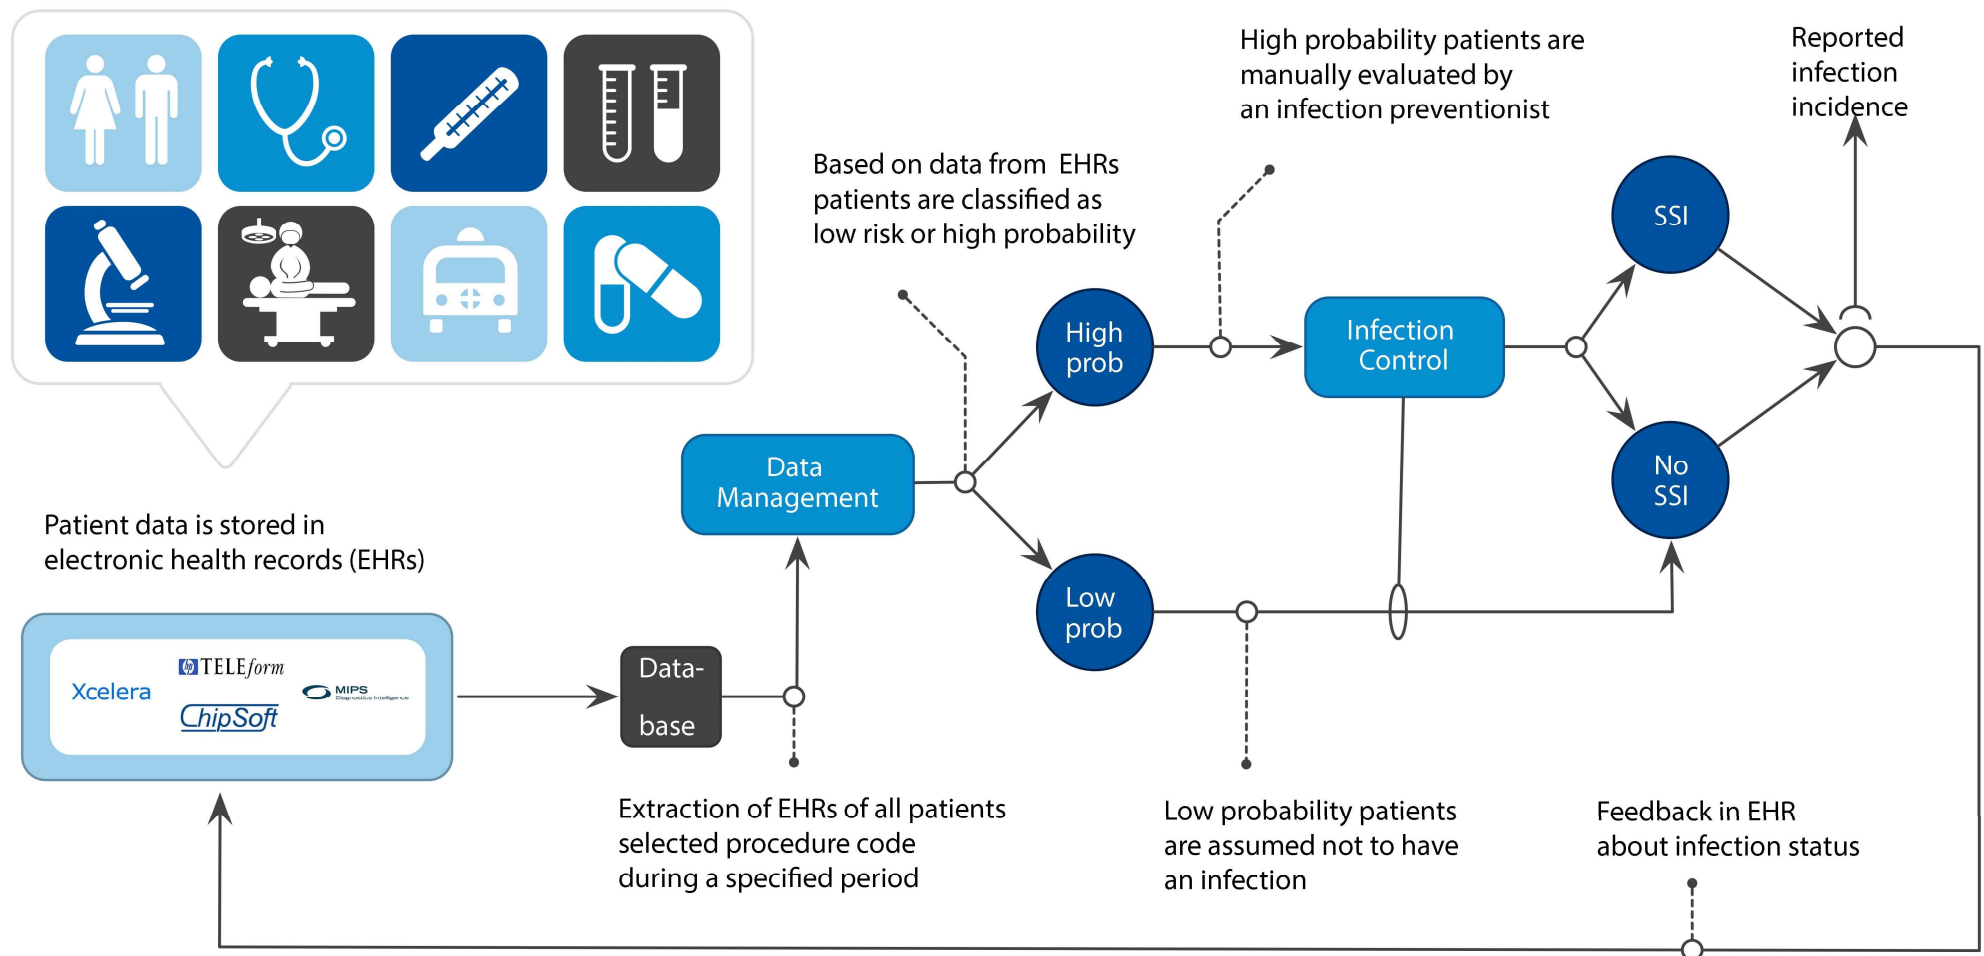 High probability patients are
manually evaluated by
an infection preventionist
Reported
infection
incidence
Based on data from EHRs
patients are classified as
low risk or high probability
SSI
High
prob
Infection
Control
Data
Management
No
SSI
Patient data is stored in
electronic health records (EHRs)
Low
prob
hp TELEform
Xcelera
MIPS
Diagnostics Intelligence
ChipSoft
Data-
base
Extraction of EHRs of all patients
selected procedure code
during a specified period
Low probability patients
are assumed not to have
an infection
Feedback in EHR
about infection status